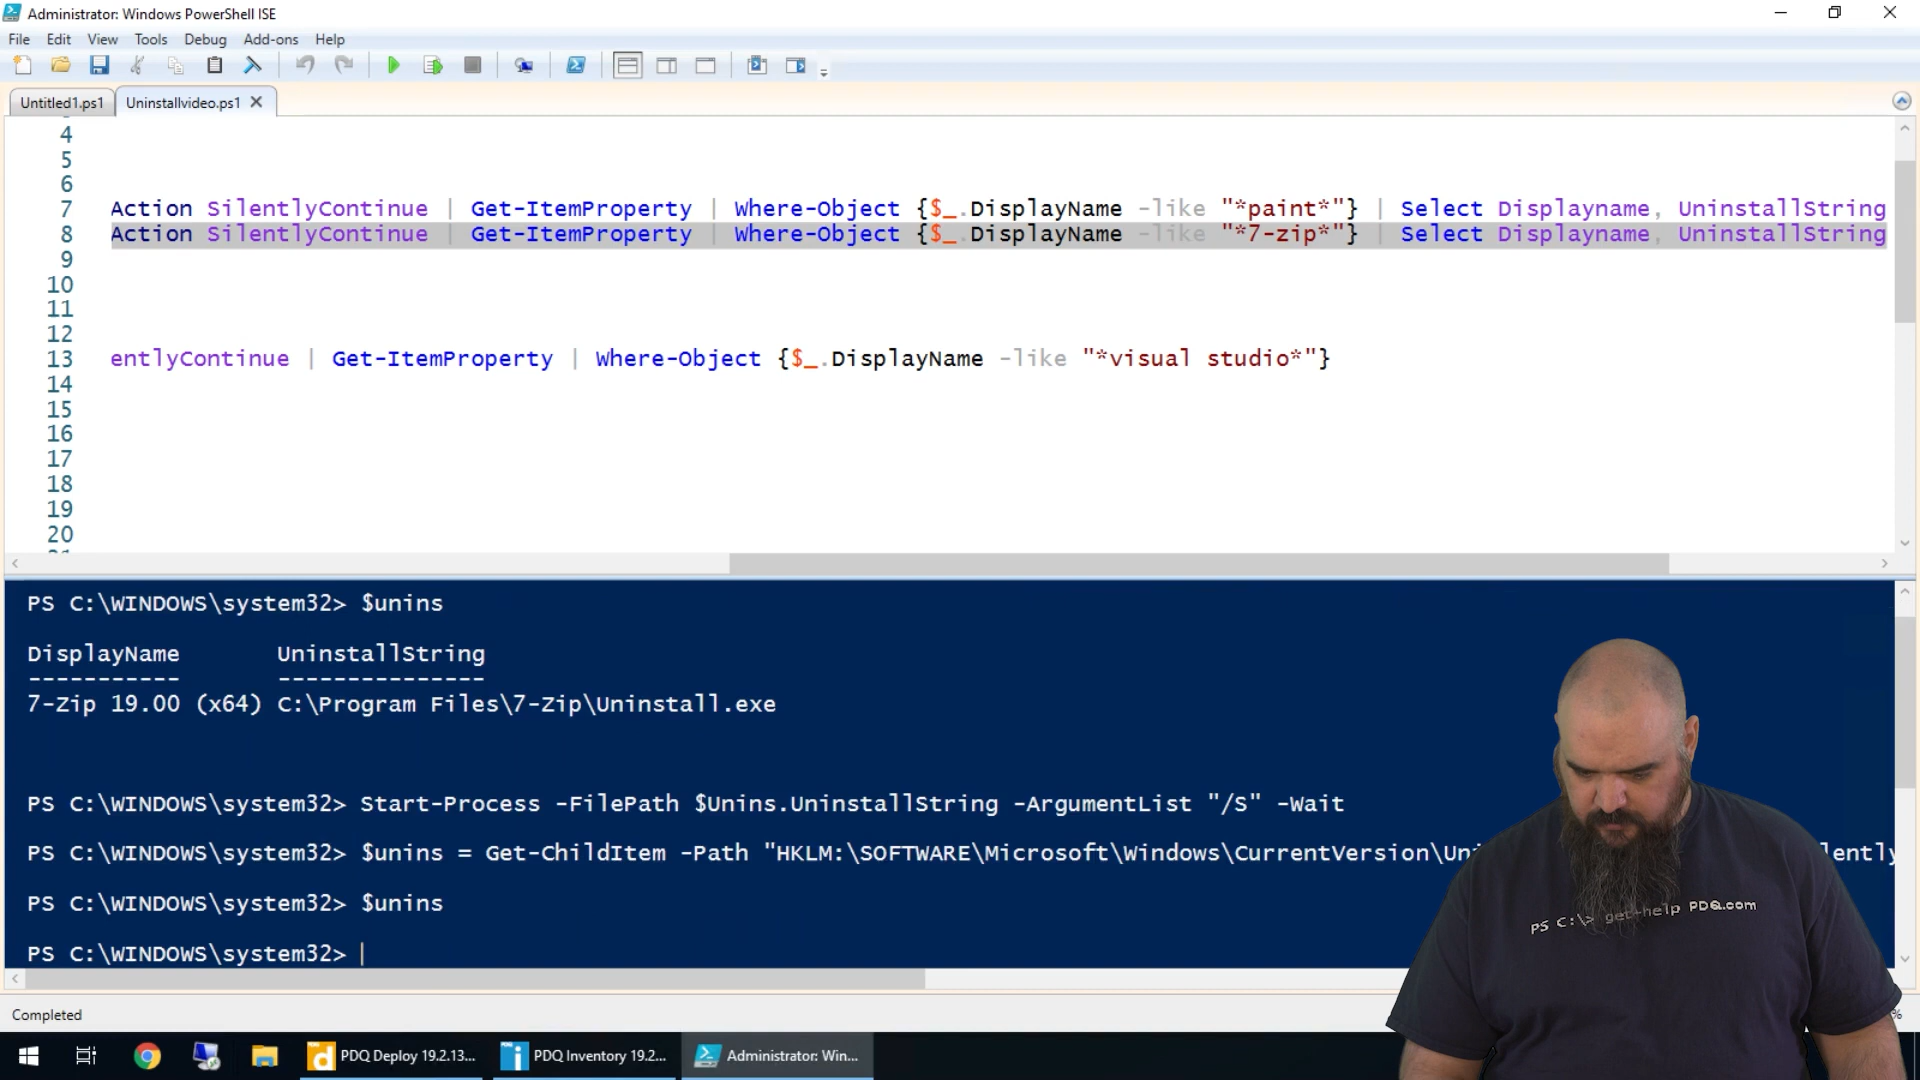 Administrator: Windows PowerShell ISE
File Edit View Tools Debug Add-ons Help
Untitled1.ps1 Uninstallvideo.ps1
4
5
6
7 Action SilentlyContinue | Get-ItemProperty | Where-Object {$_.DisplayName -like "*paint*"} | Select Displayname, UninstallString
8 Action SilentlyContinue | Get-ItemProperty | Where-Object {$_.DisplayName -like "*7-zip*"} | Select Displayname, UninstallString
9
10
11
12
13 entlyContinue | Get-ItemProperty | Where-Object {$_.DisplayName -like "*visual studio*"}
14
15
16
17
18
19
20
PS C:\WINDOWS\system32> $unins
DisplayName UninstallString
----------- ---------------
7-Zip 19.00 (x64) C:\Program Files\7-Zip\Uninstall.exe
PS C:\WINDOWS\system32> Start-Process -FilePath $Unins.UninstallString -ArgumentList "/S" -Wait
PS C:\WINDOWS\system32> $unins = Get-ChildItem -Path "HKLM:\SOFTWARE\Microsoft\Windows\CurrentVersion\Uni lently
PS C:\WINDOWS\system32> $unins
PS C:\WINDOWS\system32>
PS C:\> get-help PDQ.com
Completed
PDQ Deploy 19.2.13... PDQ Inventory 19.2... Administrator: Win...